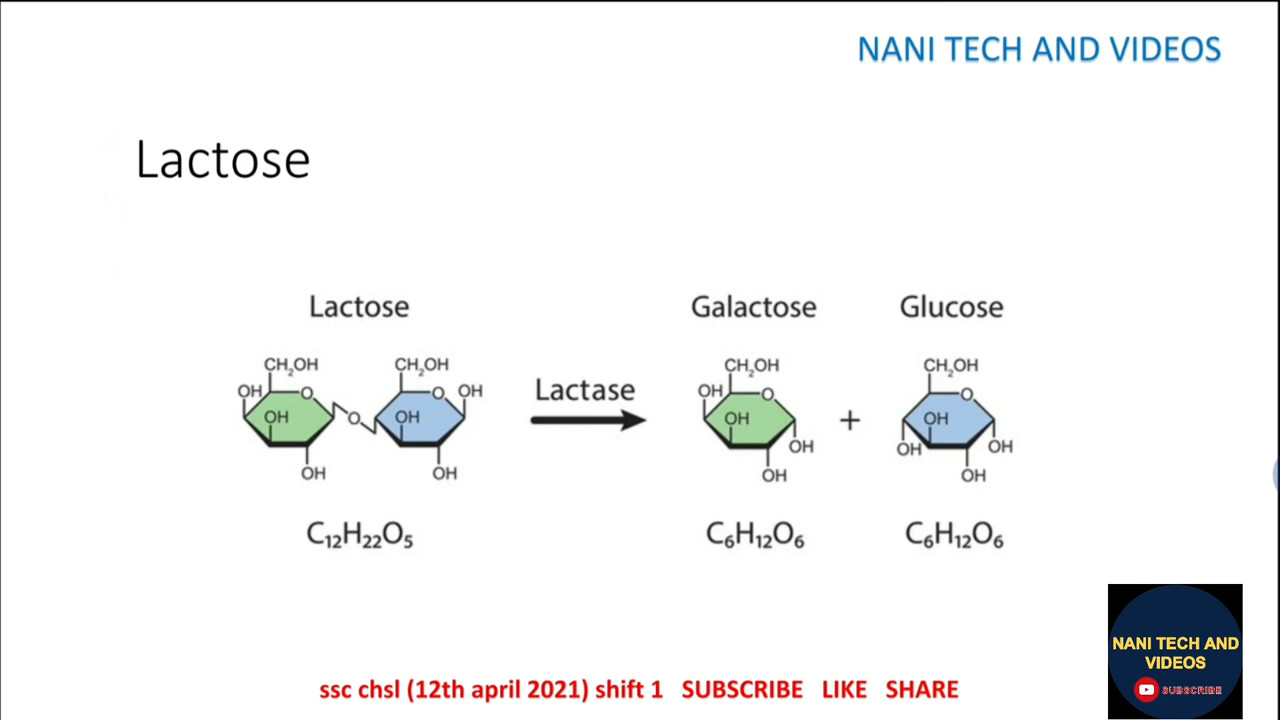 NANI TECH AND VIDEOS
Lactose
Lactose
Galactose
Glucose
CH₂OH
CH₂OH
CH₂OH
CH₂OH
OH
O
O
OH
Lactase
OH
O
O
OH
O
OH
OH
+
OH
OH
OH
OH
OH
OH
OH
OH
OH
C₁₂H₂₂O₅
C₆H₁₂O₆
C₆H₁₂O₆
NANI TECH AND
VIDEOS
SUBSCRIBE
ssc chsl (12th april 2021) shift 1 SUBSCRIBE LIKE SHARE